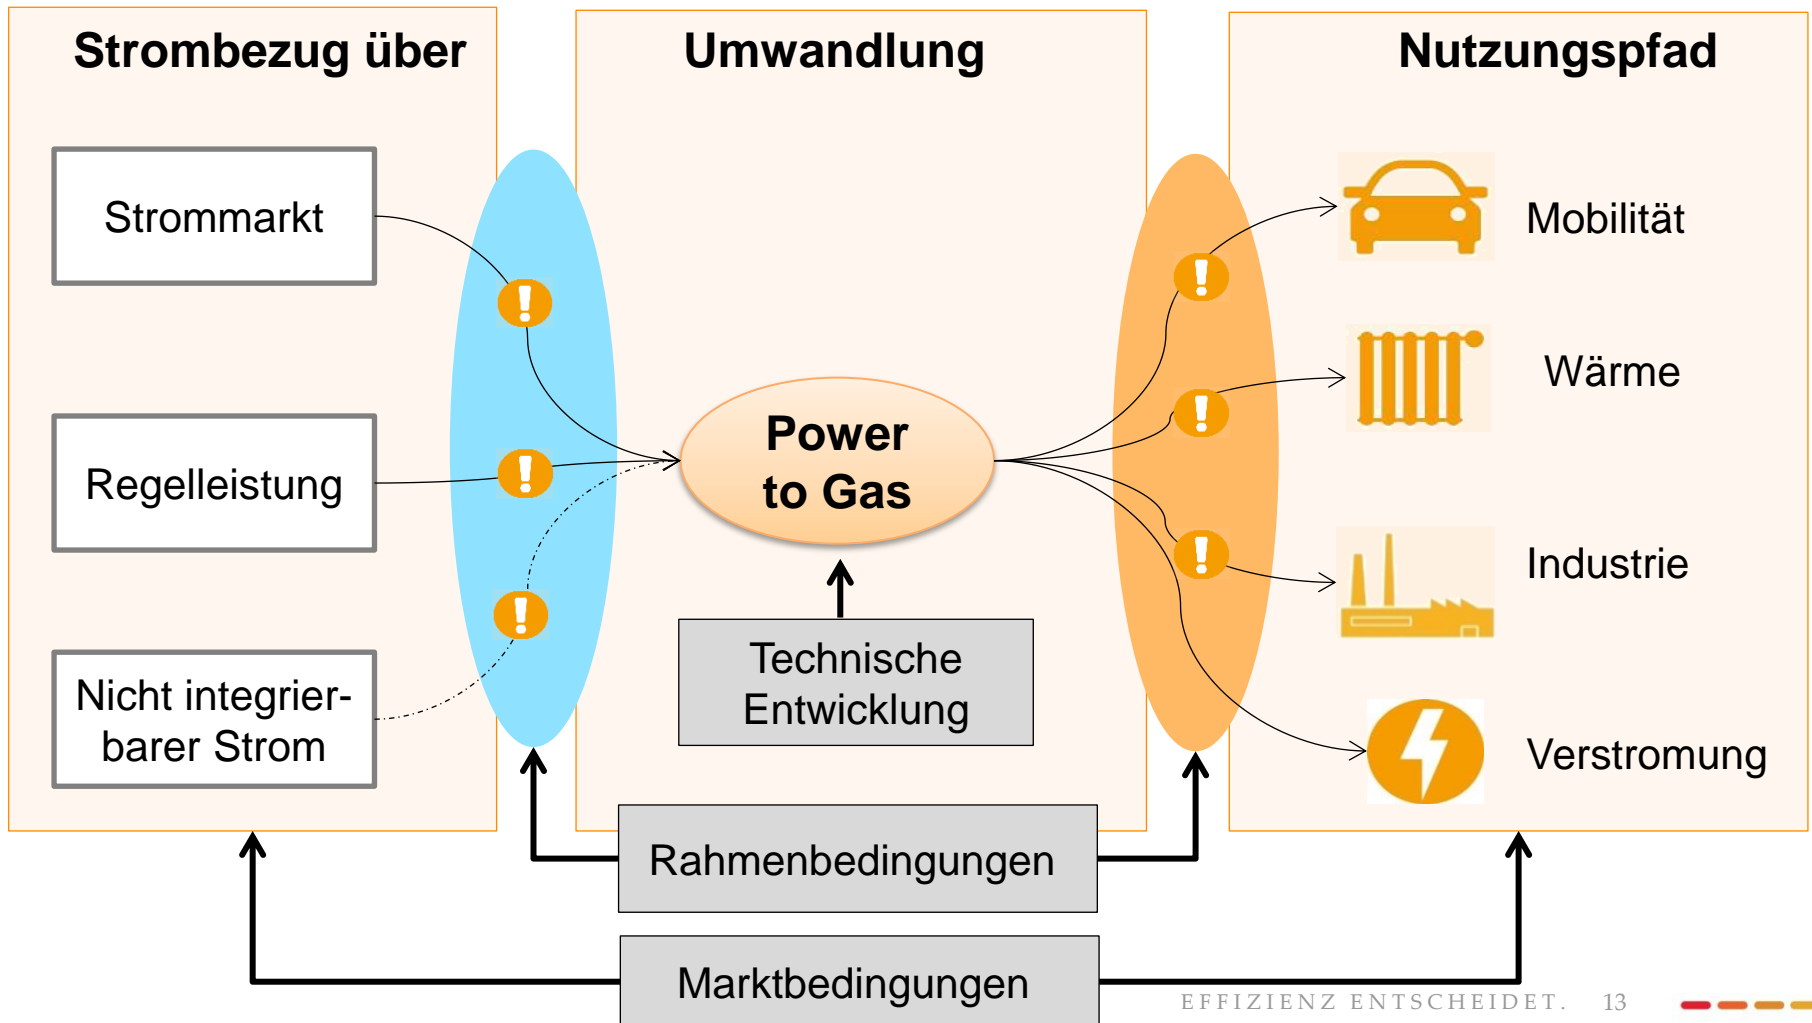 Strombezug über
Umwandlung
Nutzungspfad
Strommarkt
Regelleistung
Nicht integrier-
barer Strom
Power
to Gas
Technische
Entwicklung
Mobilität
Wärme
Industrie
Verstromung
Rahmenbedingungen
Marktbedingungen
EFFIZIENZ ENTSCHEIDET. 13